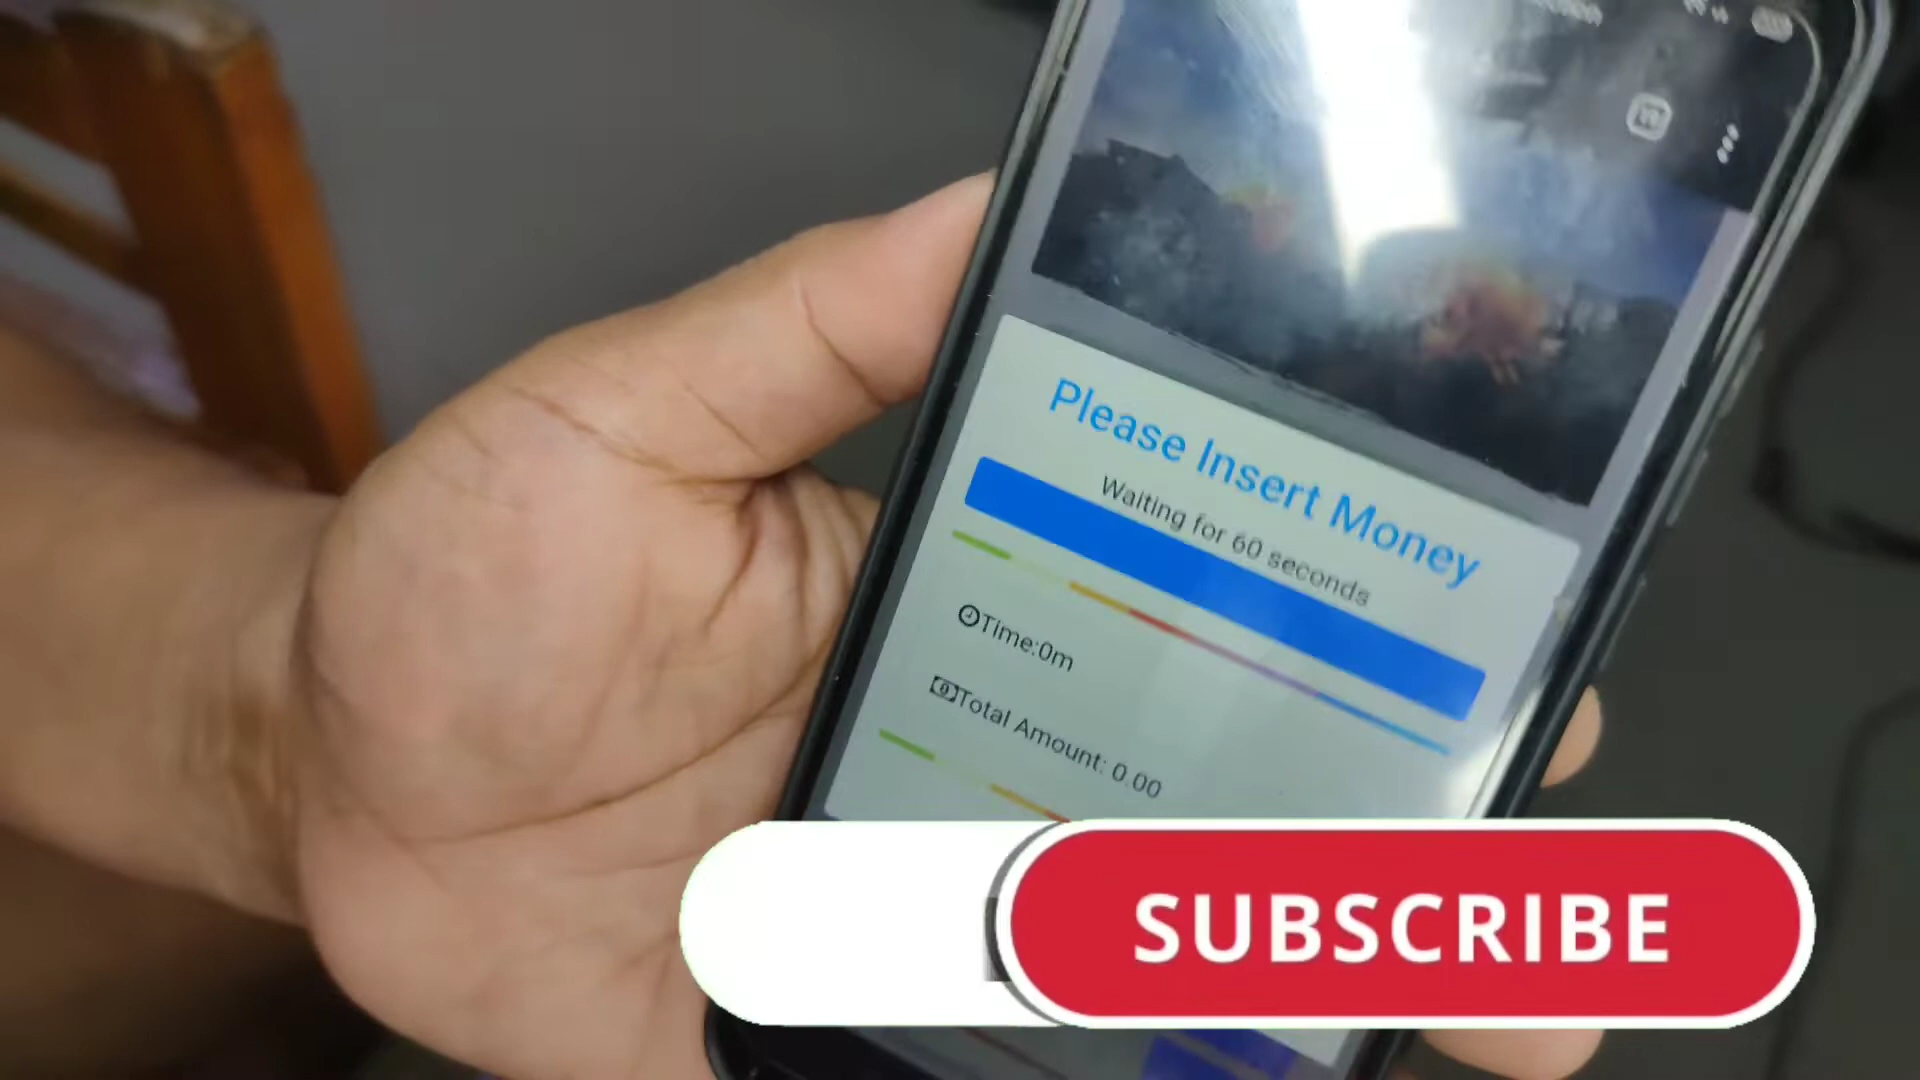 Please Insert Money
Waiting for 60 seconds
Time:0m
Total Amount: 0.00
SUBSCRIBE